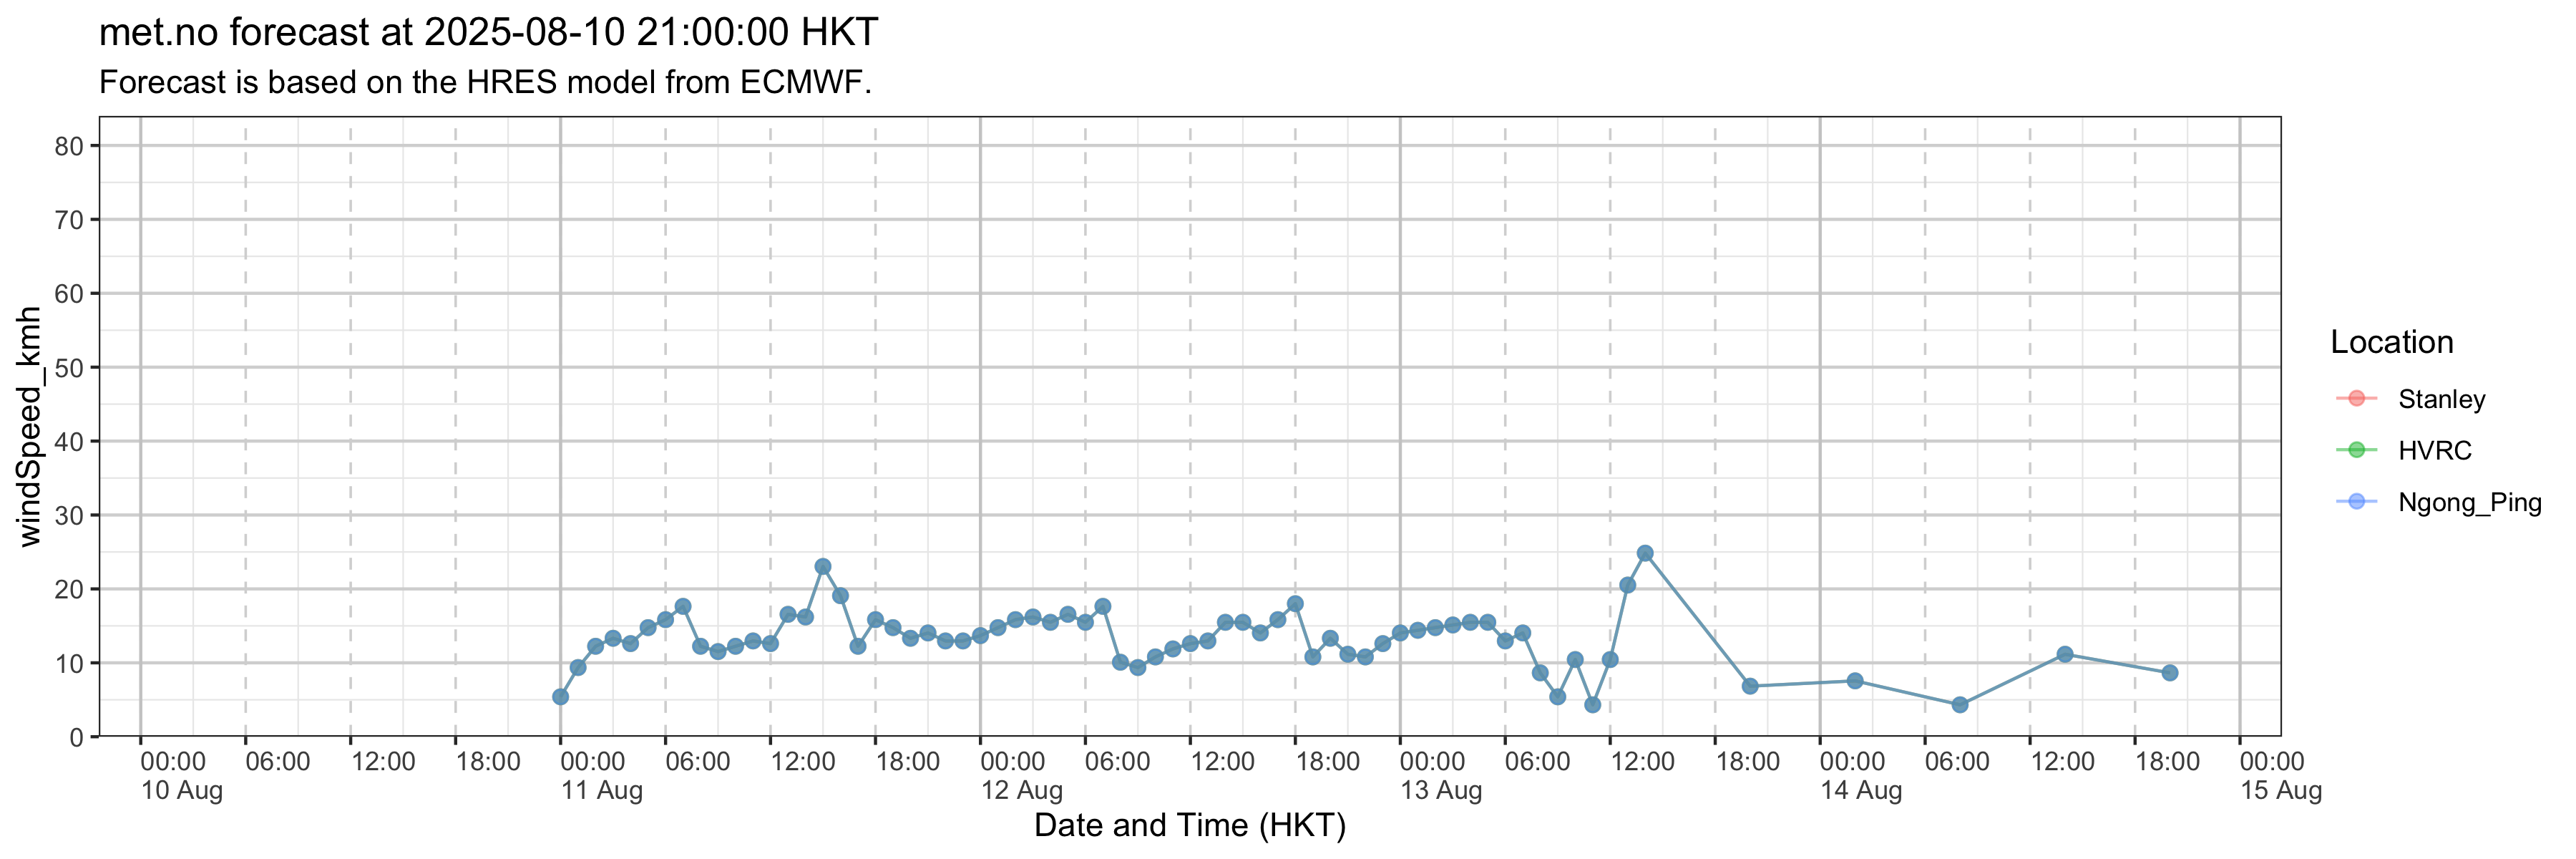 met.no forecast at 2025-08-10 21:00:00 HKT
Forecast is based on the HRES model from ECMWF.
80
70
60
50
40
30
20
10
0
windSpeed_kmh
00:00 06:00 12:00 18:00 00:00 06:00 12:00 18:00 00:00 06:00 12:00 18:00 00:00 06:00 12:00 18:00 00:00 06:00 12:00 18:00 00:00
10 Aug 11 Aug 12 Aug 13 Aug 14 Aug 15 Aug
Date and Time (HKT)
Location
Stanley
HVRC
Ngong_Ping